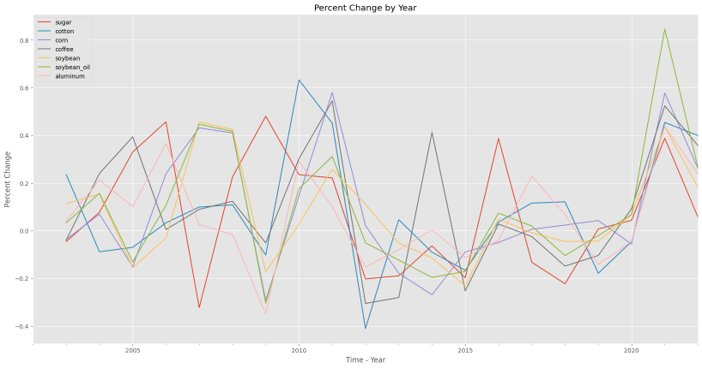 Percent Change by Year
sugar
cotton
corn
coffee
soybean
soybean_oil
aluminum
0.8
0.6
0.4
0.2
0.0
−0.2
−0.4
Percent Change
2005
2010
2015
2020
Time - Year